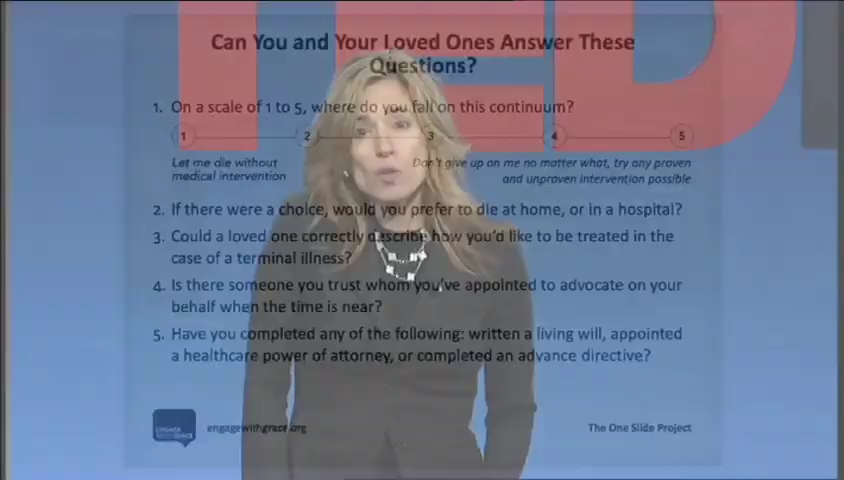 TED
Can You and Your Loved Ones Answer These
Questions?
1. On a scale of 1 to 5, where do you fall on this continuum?
1 2 3 4 5
Let me die without
medical intervention
Don't give up on me no matter what, try any proven
and unproven intervention possible
2. If there were a choice, would you prefer to die at home, or in a hospital?
3. Could a loved one correctly describe how you'd like to be treated in the
case of a terminal illness?
4. Is there someone you trust whom you've appointed to advocate on your
behalf when the time is near?
5. Have you completed any of the following: written a living will, appointed
a healthcare power of attorney, or completed an advance directive?
ENGAGE
WITH GRACE
engagewithgrace.org
The One Slide Project